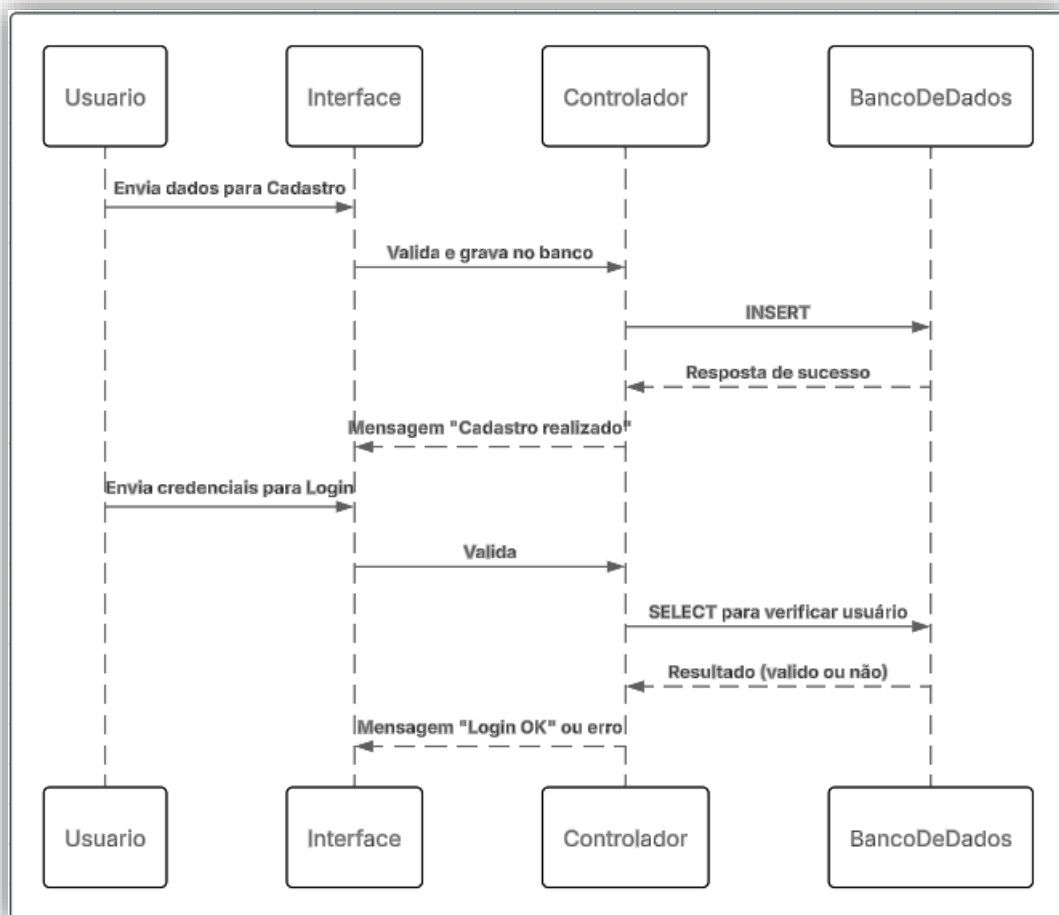 Usuario
Interface
Controlador
BancoDeDados
Envia dados para Cadastro
Valida e grava no banco
INSERT
Resposta de sucesso
Mensagem "Cadastro realizado"
Envia credenciais para Login
Valida
SELECT para verificar usuário
Resultado (valido ou não)
Mensagem "Login OK" ou erro
Usuario
Interface
Controlador
BancoDeDados